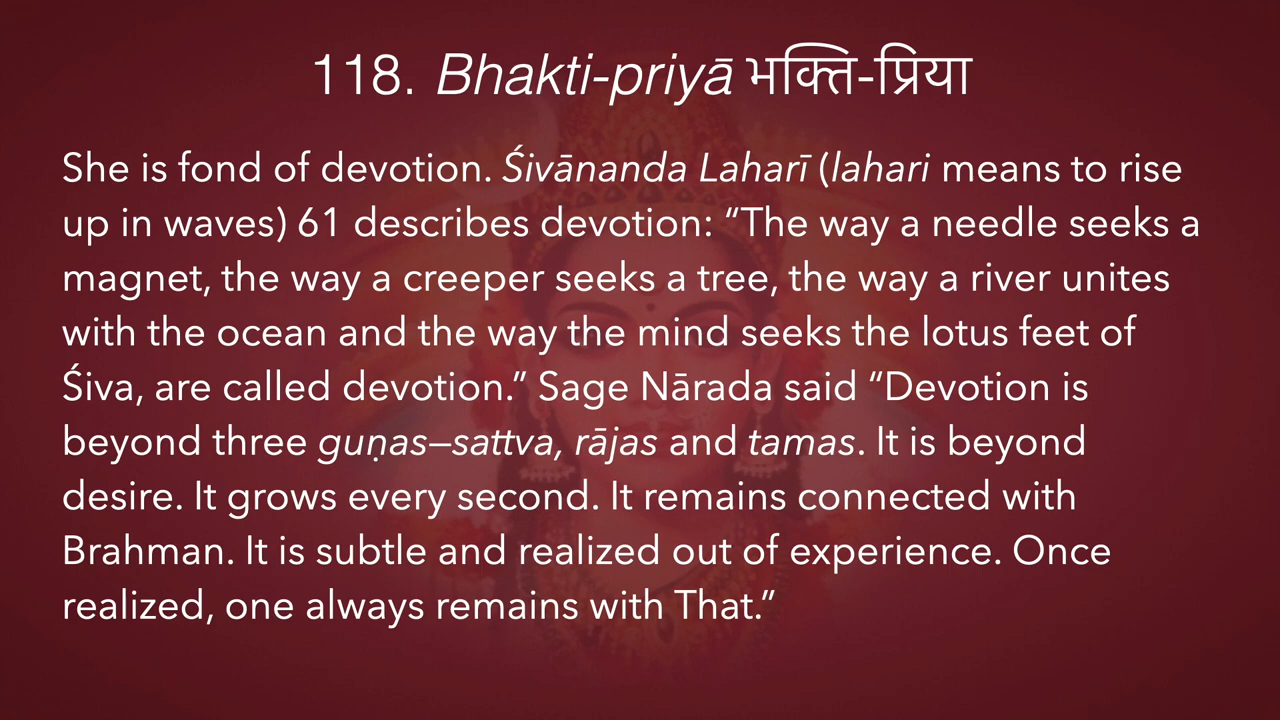 118. Bhakti-priyā भक्ति-प्रिया
She is fond of devotion. Śivānanda Laharī (lahari means to rise
up in waves) 61 describes devotion: “The way a needle seeks a
magnet, the way a creeper seeks a tree, the way a river unites
with the ocean and the way the mind seeks the lotus feet of
Śiva, are called devotion.” Sage Nārada said “Devotion is
beyond three guṇas—sattva, rājas and tamas. It is beyond
desire. It grows every second. It remains connected with
Brahman. It is subtle and realized out of experience. Once
realized, one always remains with That.”